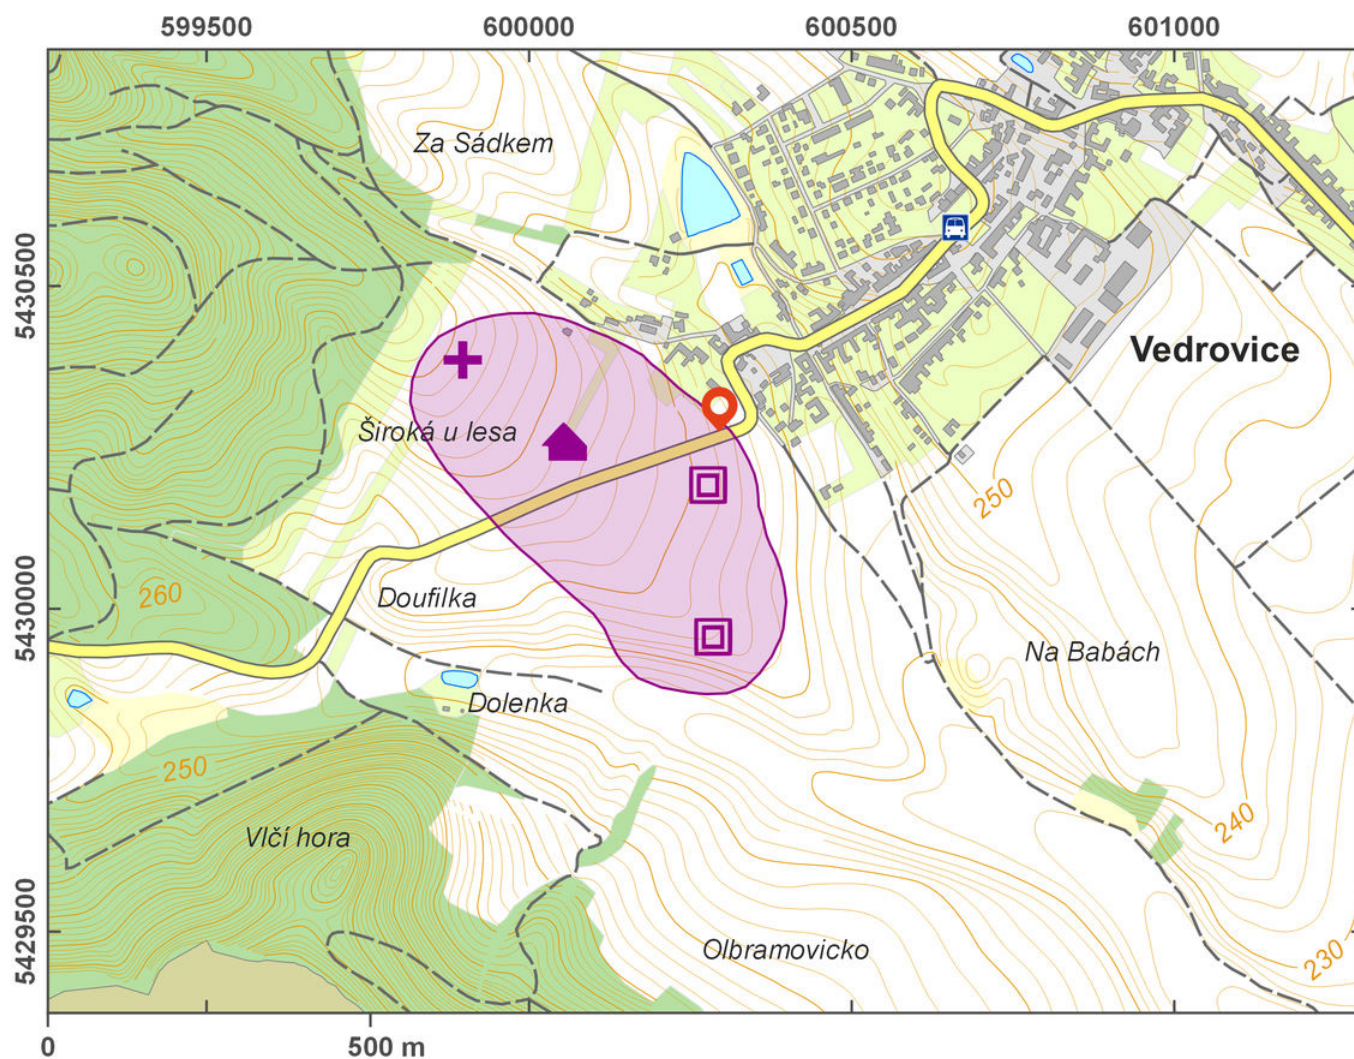 599500
600000
600500
601000
Za Sádkem
5430500
Vedrovice
Široká u lesa
250
5430000
260
Doufilka
Na Babách
Dolenka
250
240
Vlčí hora
5429500
Olbramovicko
230
0
500 m